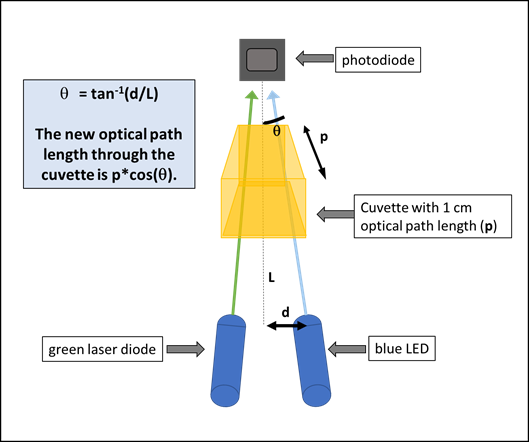 photodiode
θ = tan⁻¹(d/L)
The new optical path
length through the
cuvette is p*cos(θ).
θ
p
Cuvette with 1 cm
optical path length (p)
L
d
green laser diode
blue LED